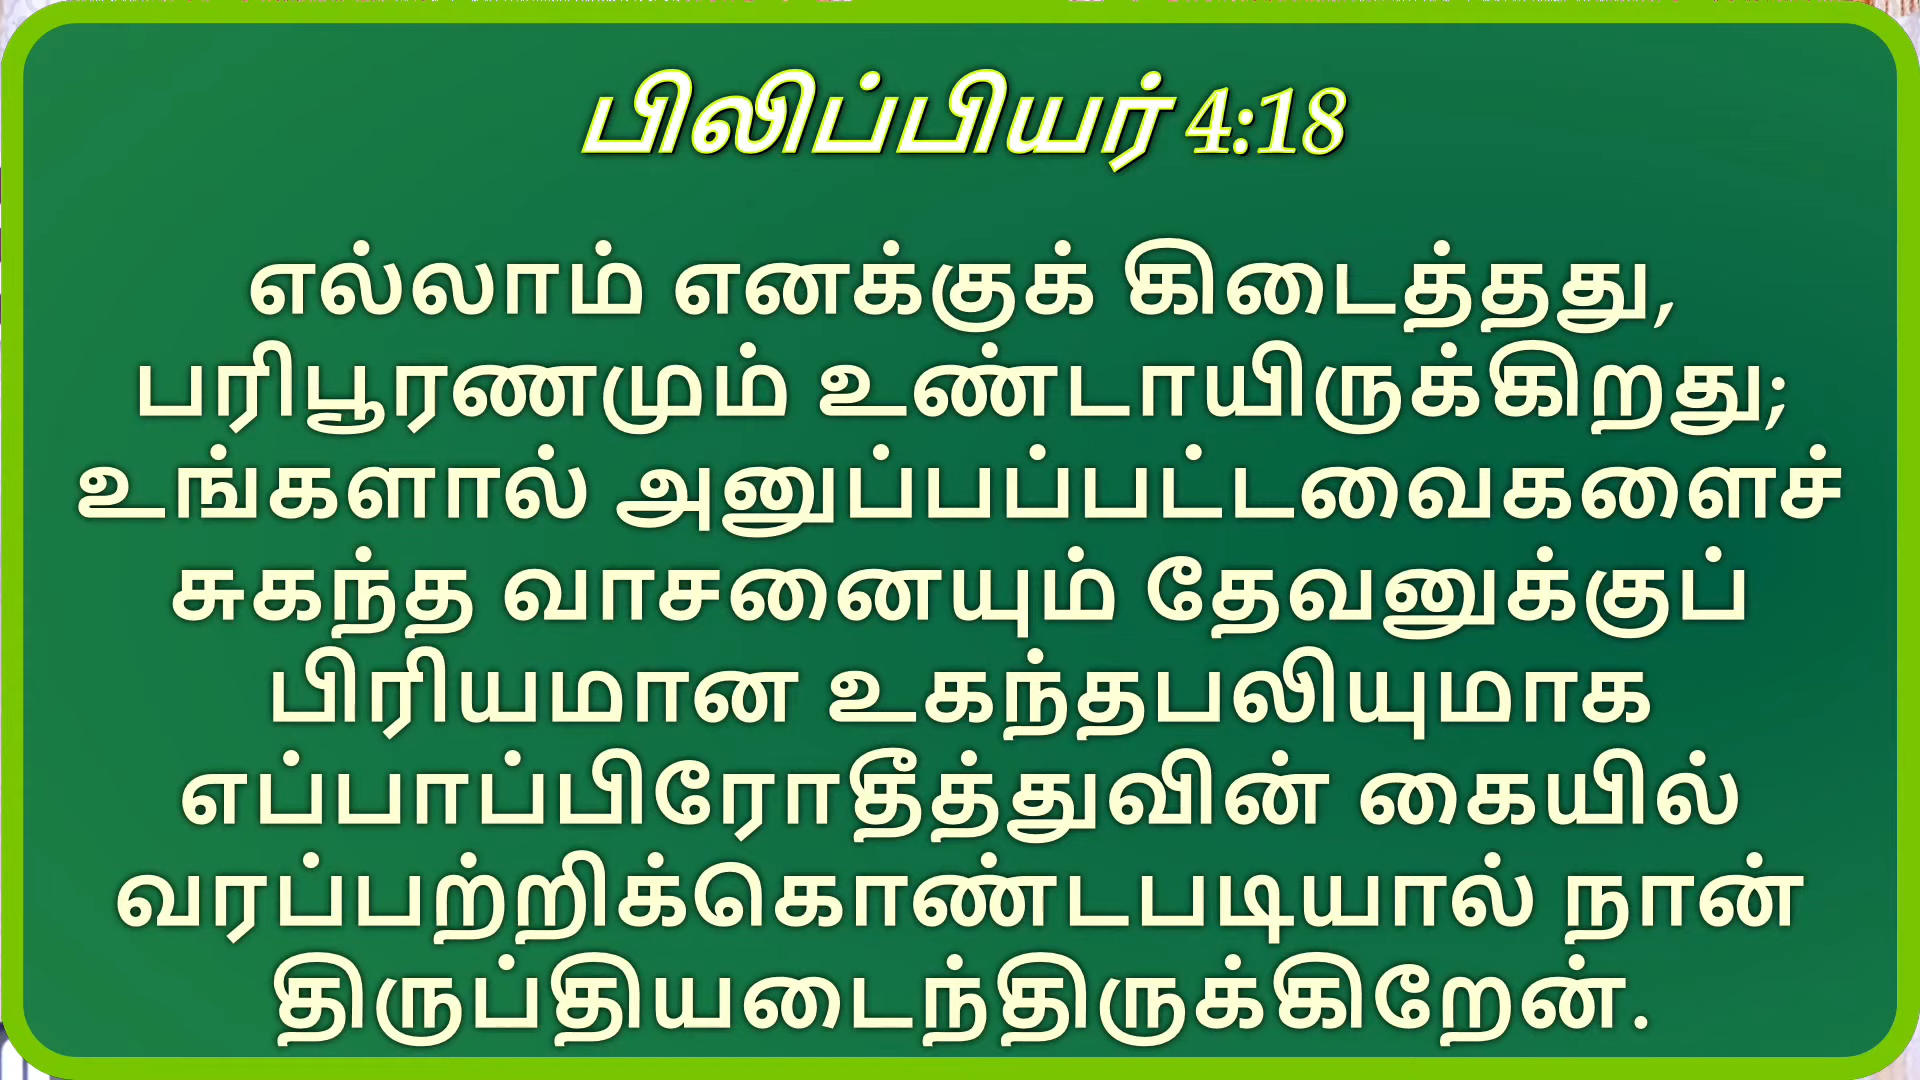 பிலிப்பியர் 4:18
எல்லாம் எனக்குக் கிடைத்தது,
பரிபூரணமும் உண்டாயிருக்கிறது;
உங்களால் அனுப்பப்பட்டவைகளைச்
சுகந்த வாசனையும் தேவனுக்குப்
பிரியமான உகந்தபலியுமாக
எப்பாப்பிரோதீத்துவின் கையில்
வரப்பற்றிக்கொண்டபடியால் நான்
திருப்தியடைந்திருக்கிறேன்.